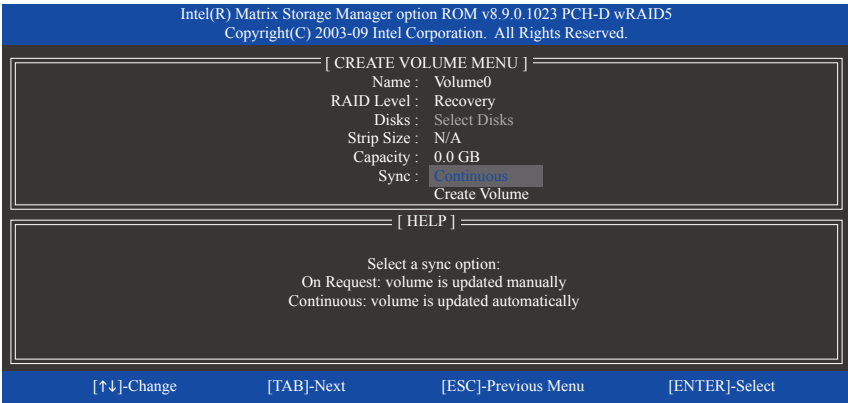 Intel(R) Matrix Storage Manager option ROM v8.9.0.1023 PCH-D wRAID5
Copyright(C) 2003-09 Intel Corporation. All Rights Reserved.
[ CREATE VOLUME MENU ]
Name : Volume0
RAID Level : Recovery
Disks : Select Disks
Strip Size : N/A
Capacity : 0.0 GB
Sync : Continuous
Create Volume
[ HELP ]
Select a sync option:
On Request: volume is updated manually
Continuous: volume is updated automatically
[↑↓]-Change [TAB]-Next [ESC]-Previous Menu [ENTER]-Select